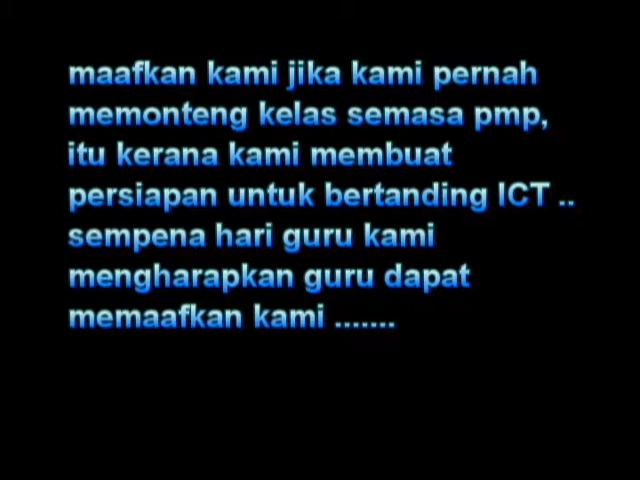 maafkan kami jika kami pernah
memonteng kelas semasa pmp,
itu kerana kami membuat
persiapan untuk bertanding ICT ..
sempena hari guru kami
mengharapkan guru dapat
memaafkan kami .......